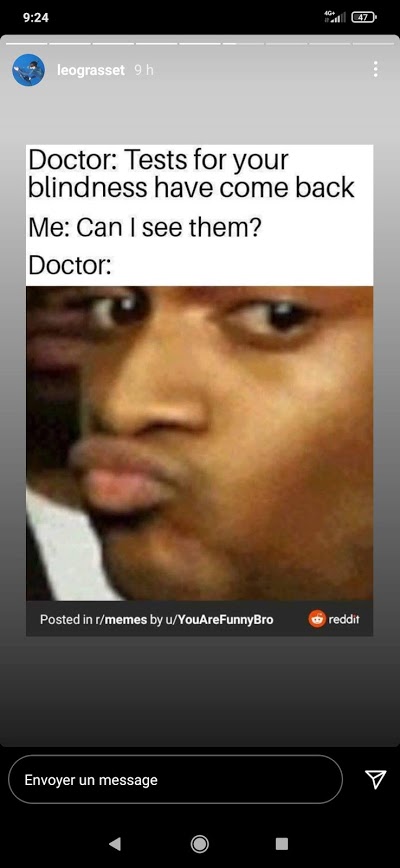 9:24
4G+
47
leograsset 9 h
Doctor: Tests for your
blindness have come back
Me: Can I see them?
Doctor:
Posted in r/memes by u/YouAreFunnyBro
reddit
Envoyer un message